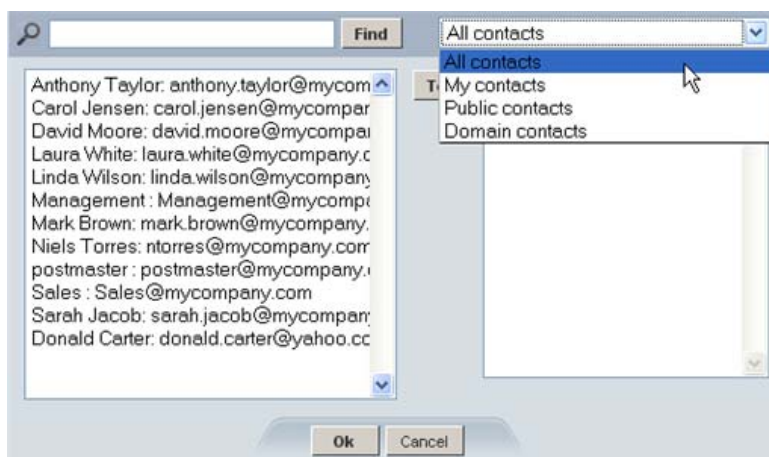 Find
All contacts
All contacts
My contacts
Public contacts
Domain contacts
Anthony Taylor: anthony.taylor@mycom
Carol Jensen: carol.jensen@mycompar
David Moore: david.moore@mycompai
Laura White: laura.white@mycompany.c
Linda Wilson: linda.wilson@mycompany
Management : Management@mycompa
Mark Brown: mark.brown@mycompany.
Niels Torres: ntorres@mycompany.com
postmaster : postmaster@mycompany.
Sales : Sales@mycompany.com
Sarah Jacob: sarah.jacob@mycompan
Donald Carter: donald.carter@yahoo.cc
Ok
Cancel